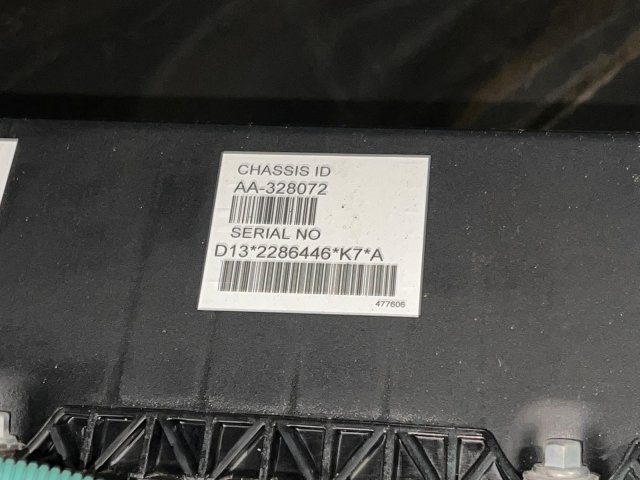 CHASSIS ID
AA-328072
SERIAL NO
D13*2286446*K7*A
477606